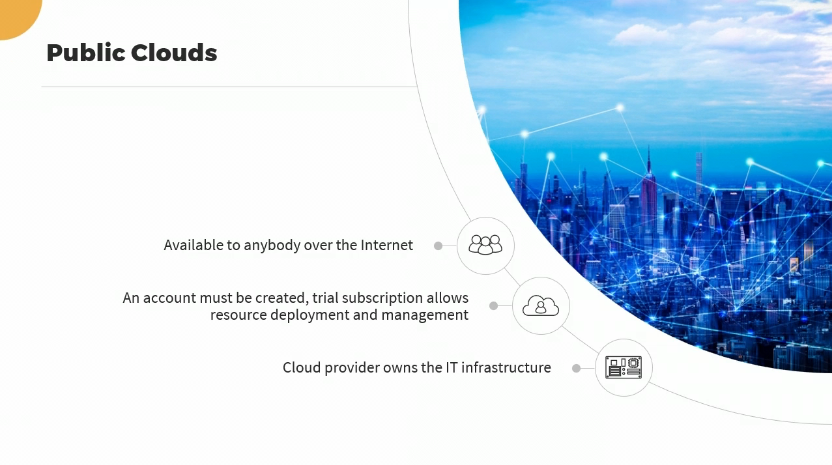 Public Clouds
Available to anybody over the Internet
An account must be created, trial subscription allows
resource deployment and management
Cloud provider owns the IT infrastructure